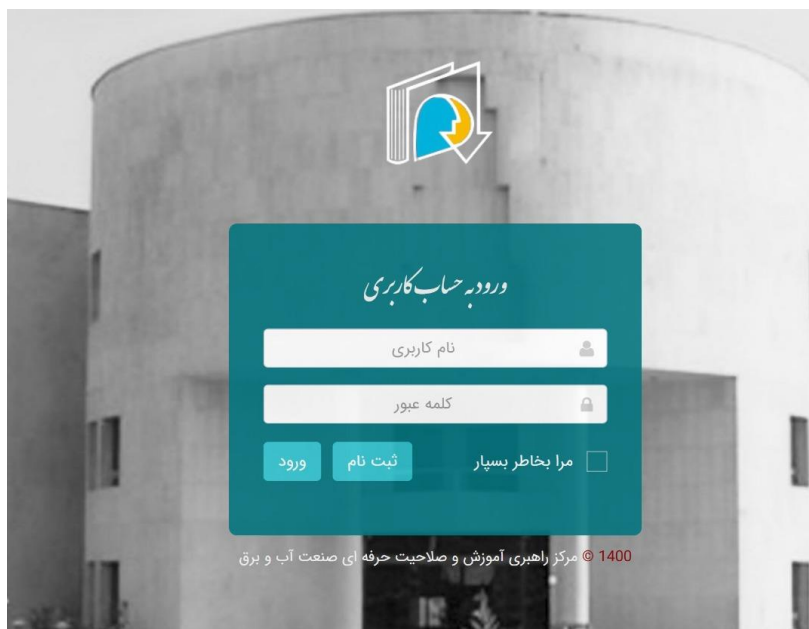 ورود به حساب کاربری
نام کاربری
کلمه عبور
مرا بخاطر بسپار
ثبت نام
ورود
1400 © مرکز راهبری آموزش و صلاحیت حرفه ای صنعت آب و برق